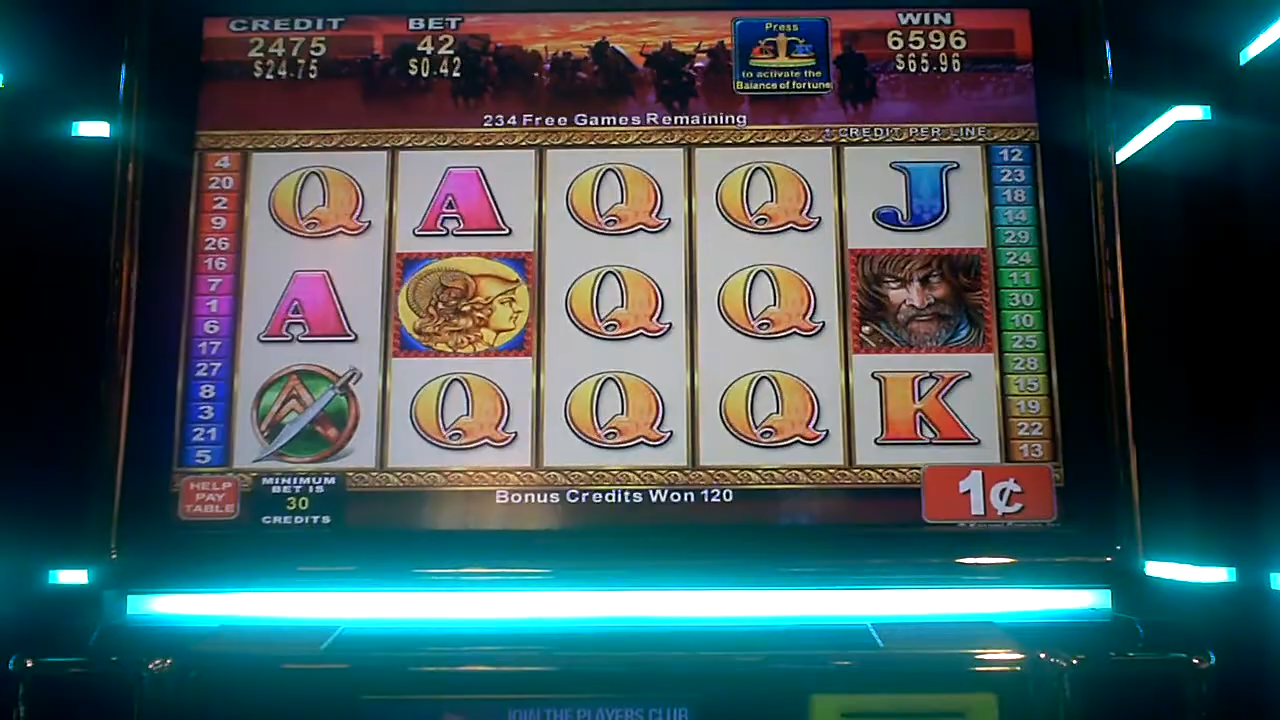 CREDIT
2475
$24.75
BET
42
$0.42
Press
to activate the
Balance of fortune
WIN
6596
$65.96
234 Free Games Remaining
1 CREDIT PER LINE
4
20
2
9
26
16
7
1
6
17
27
8
3
21
5
Q A Q Q J
A Q Q
Q Q Q K
12
23
18
14
29
24
11
30
10
25
28
15
19
22
13
HELP
PAY
TABLE
MINIMUM
BET IS
30
CREDITS
Bonus Credits Won 120
1¢
JOIN THE PLAYERS CLUB